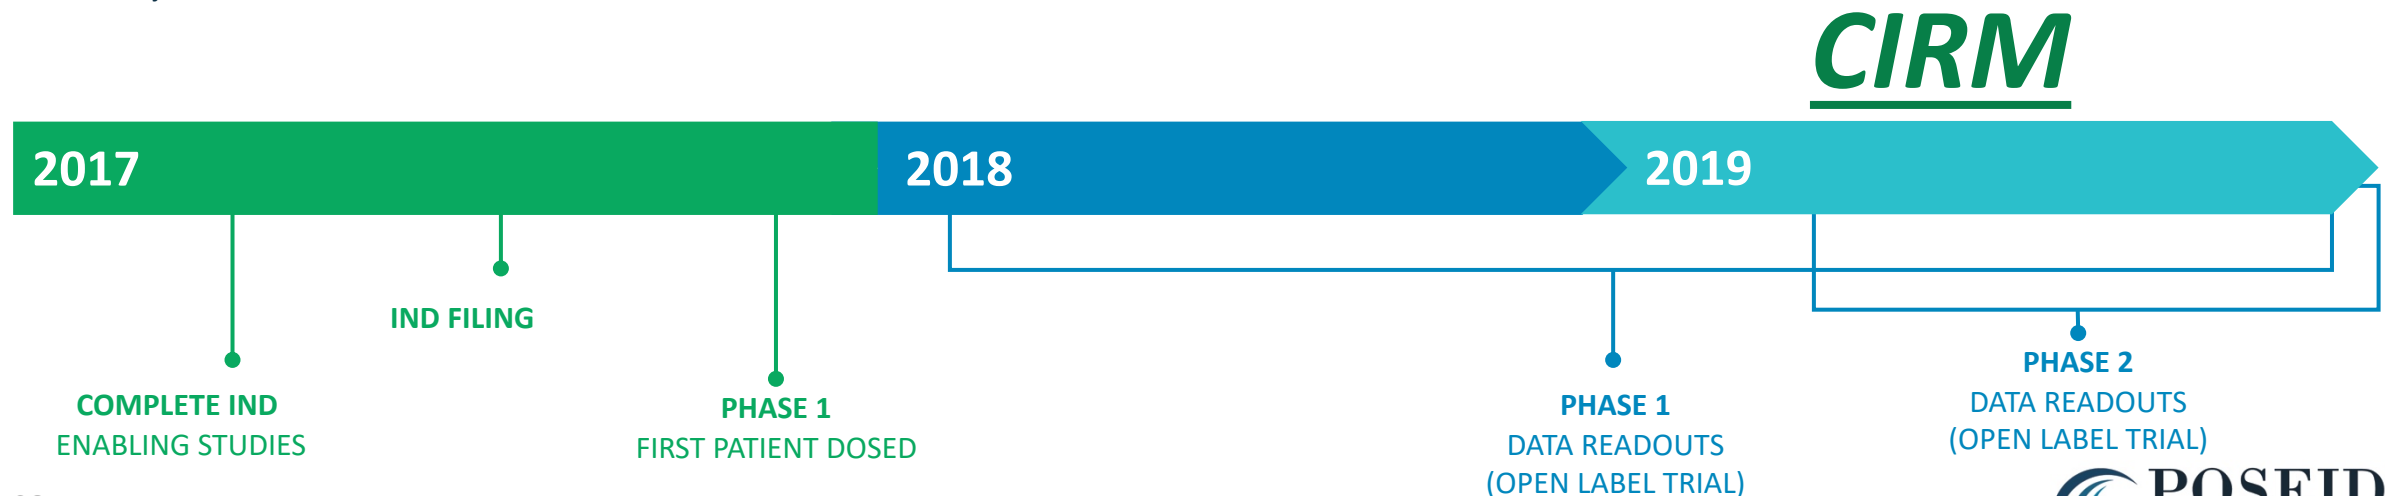 CIRM
2017
2018
2019
IND FILING
COMPLETE IND
ENABLING STUDIES
PHASE 1
FIRST PATIENT DOSED
PHASE 1
DATA READOUTS
(OPEN LABEL TRIAL)
PHASE 2
DATA READOUTS
(OPEN LABEL TRIAL)
POSEID